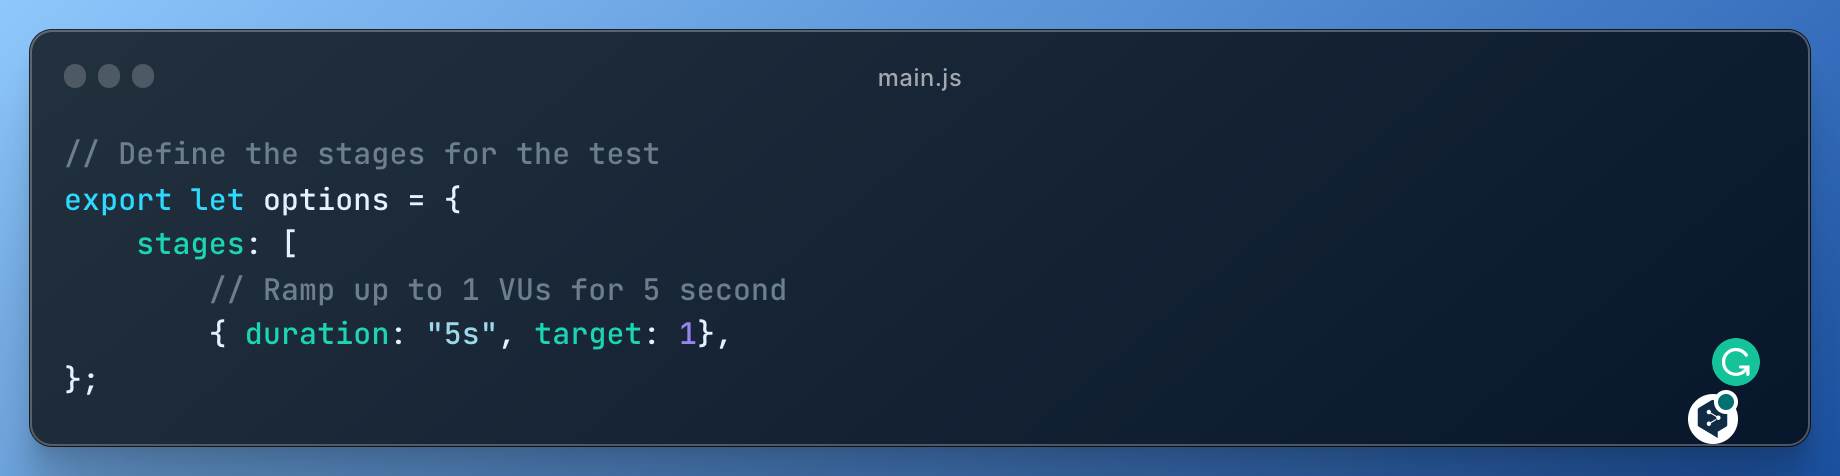 main.js
// Define the stages for the test
export let options = {
    stages: [
        // Ramp up to 1 VUs for 5 second
        { duration: "5s", target: 1},
};